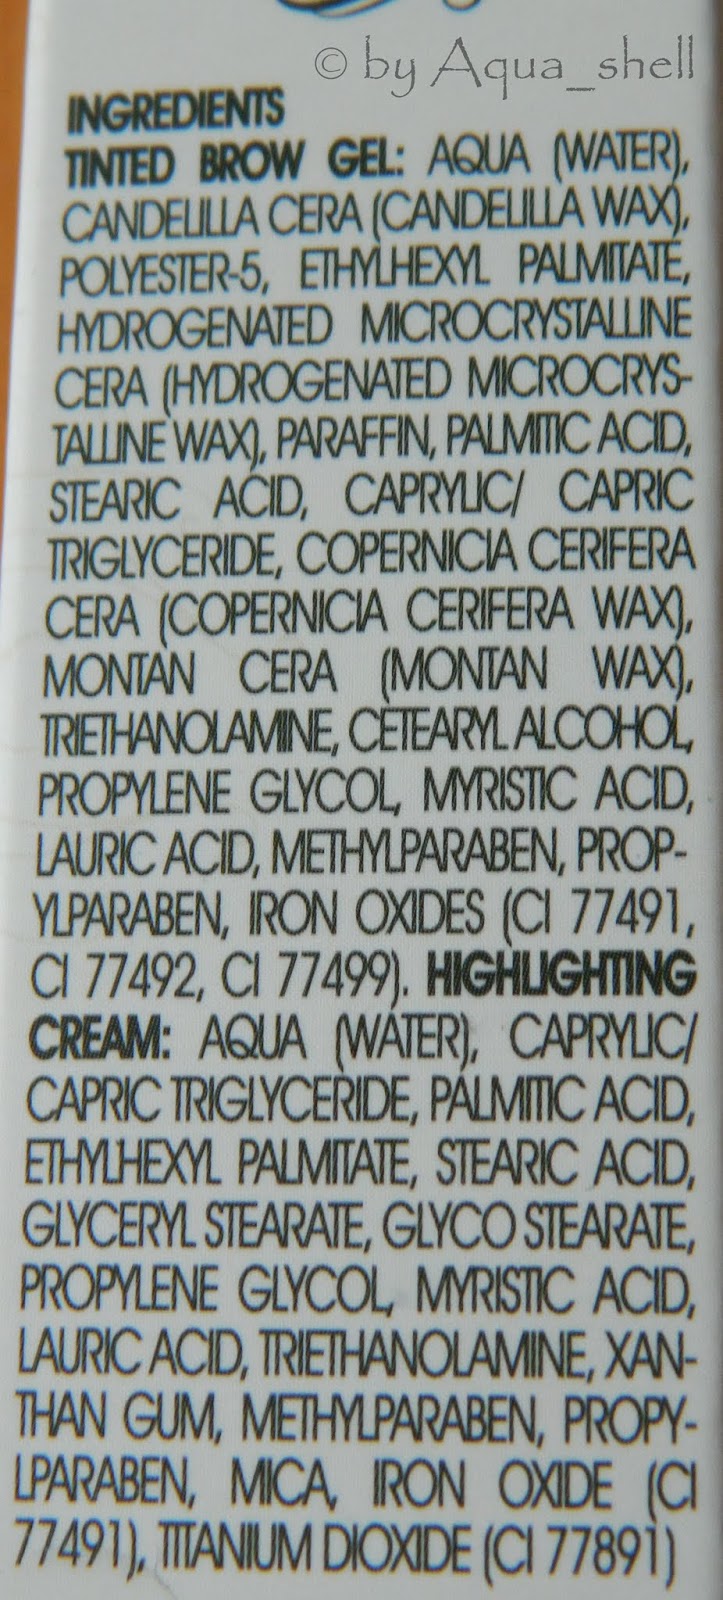 © by Aqua_shell
INGREDIENTS
TINTED BROW GEL: AQUA (WATER),
CANDELILLA CERA (CANDELILLA WAX),
POLYESTER-5, ETHYLHEXYL PALMITATE,
HYDROGENATED MICROCRYSTALLINE
CERA (HYDROGENATED MICROCRYS-
TALLINE WAX), PARAFFIN, PALMITIC ACID,
STEARIC ACID, CAPRYLIC/ CAPRIC
TRIGLYCERIDE, COPERNICIA CERIFERA
CERA (COPERNICIA CERIFERA WAX),
MONTAN CERA (MONTAN WAX),
TRIETHANOLAMINE, CETEARYL ALCOHOL,
PROPYLENE GLYCOL, MYRISTIC ACID,
LAURIC ACID, METHYLPARABEN, PROP-
YLPARABEN, IRON OXIDES (CI 77491,
CI 77492, CI 77499). HIGHLIGHTING
CREAM: AQUA (WATER), CAPRYLIC/
CAPRIC TRIGLYCERIDE, PALMITIC ACID,
ETHYLHEXYL PALMITATE, STEARIC ACID,
GLYCERYL STEARATE, GLYCO STEARATE,
PROPYLENE GLYCOL, MYRISTIC ACID,
LAURIC ACID, TRIETHANOLAMINE, XAN-
THAN GUM, METHYLPARABEN, PROPY-
LPARABEN, MICA, IRON OXIDE (CI
77491), TITANIUM DIOXIDE (CI 77891)